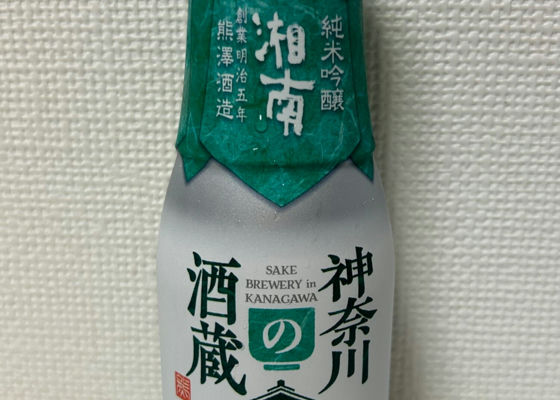 純米吟醸
湘南
創業明治五年
熊澤酒造
神奈川
の
酒蔵
SAKE
BREWERY in
KANAGAWA
熊